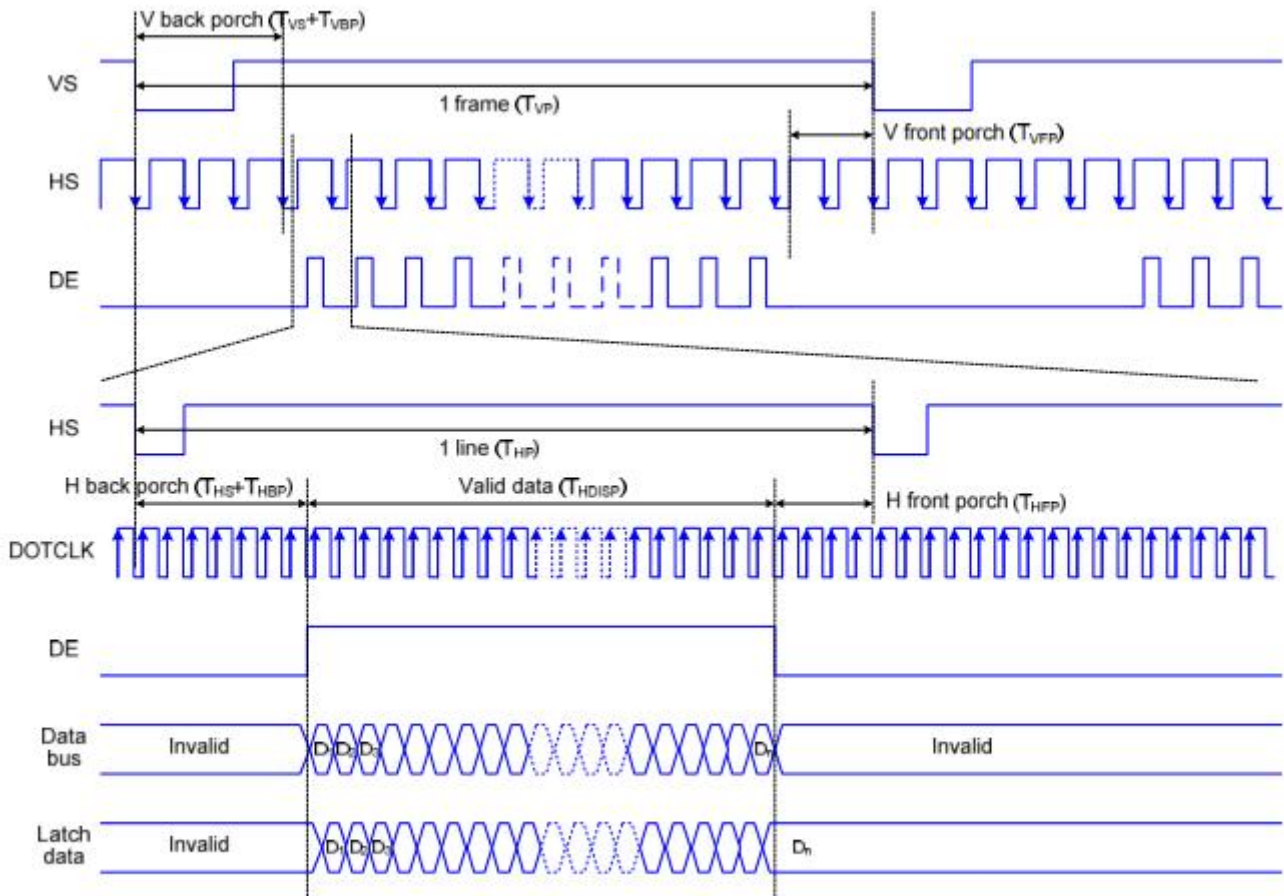 V back porch (TVS+TVBP)
VS
1 frame (TVP)
V front porch (TVFP)
HS
DE
HS
1 line (THP)
H back porch (THS+THBP)
Valid data (THDISP)
H front porch (THFP)
DOTCLK
DE
Data
bus
Invalid
D1
D2
D3
Dn
Invalid
Latch
data
Invalid
D1
D2
D3
Dn